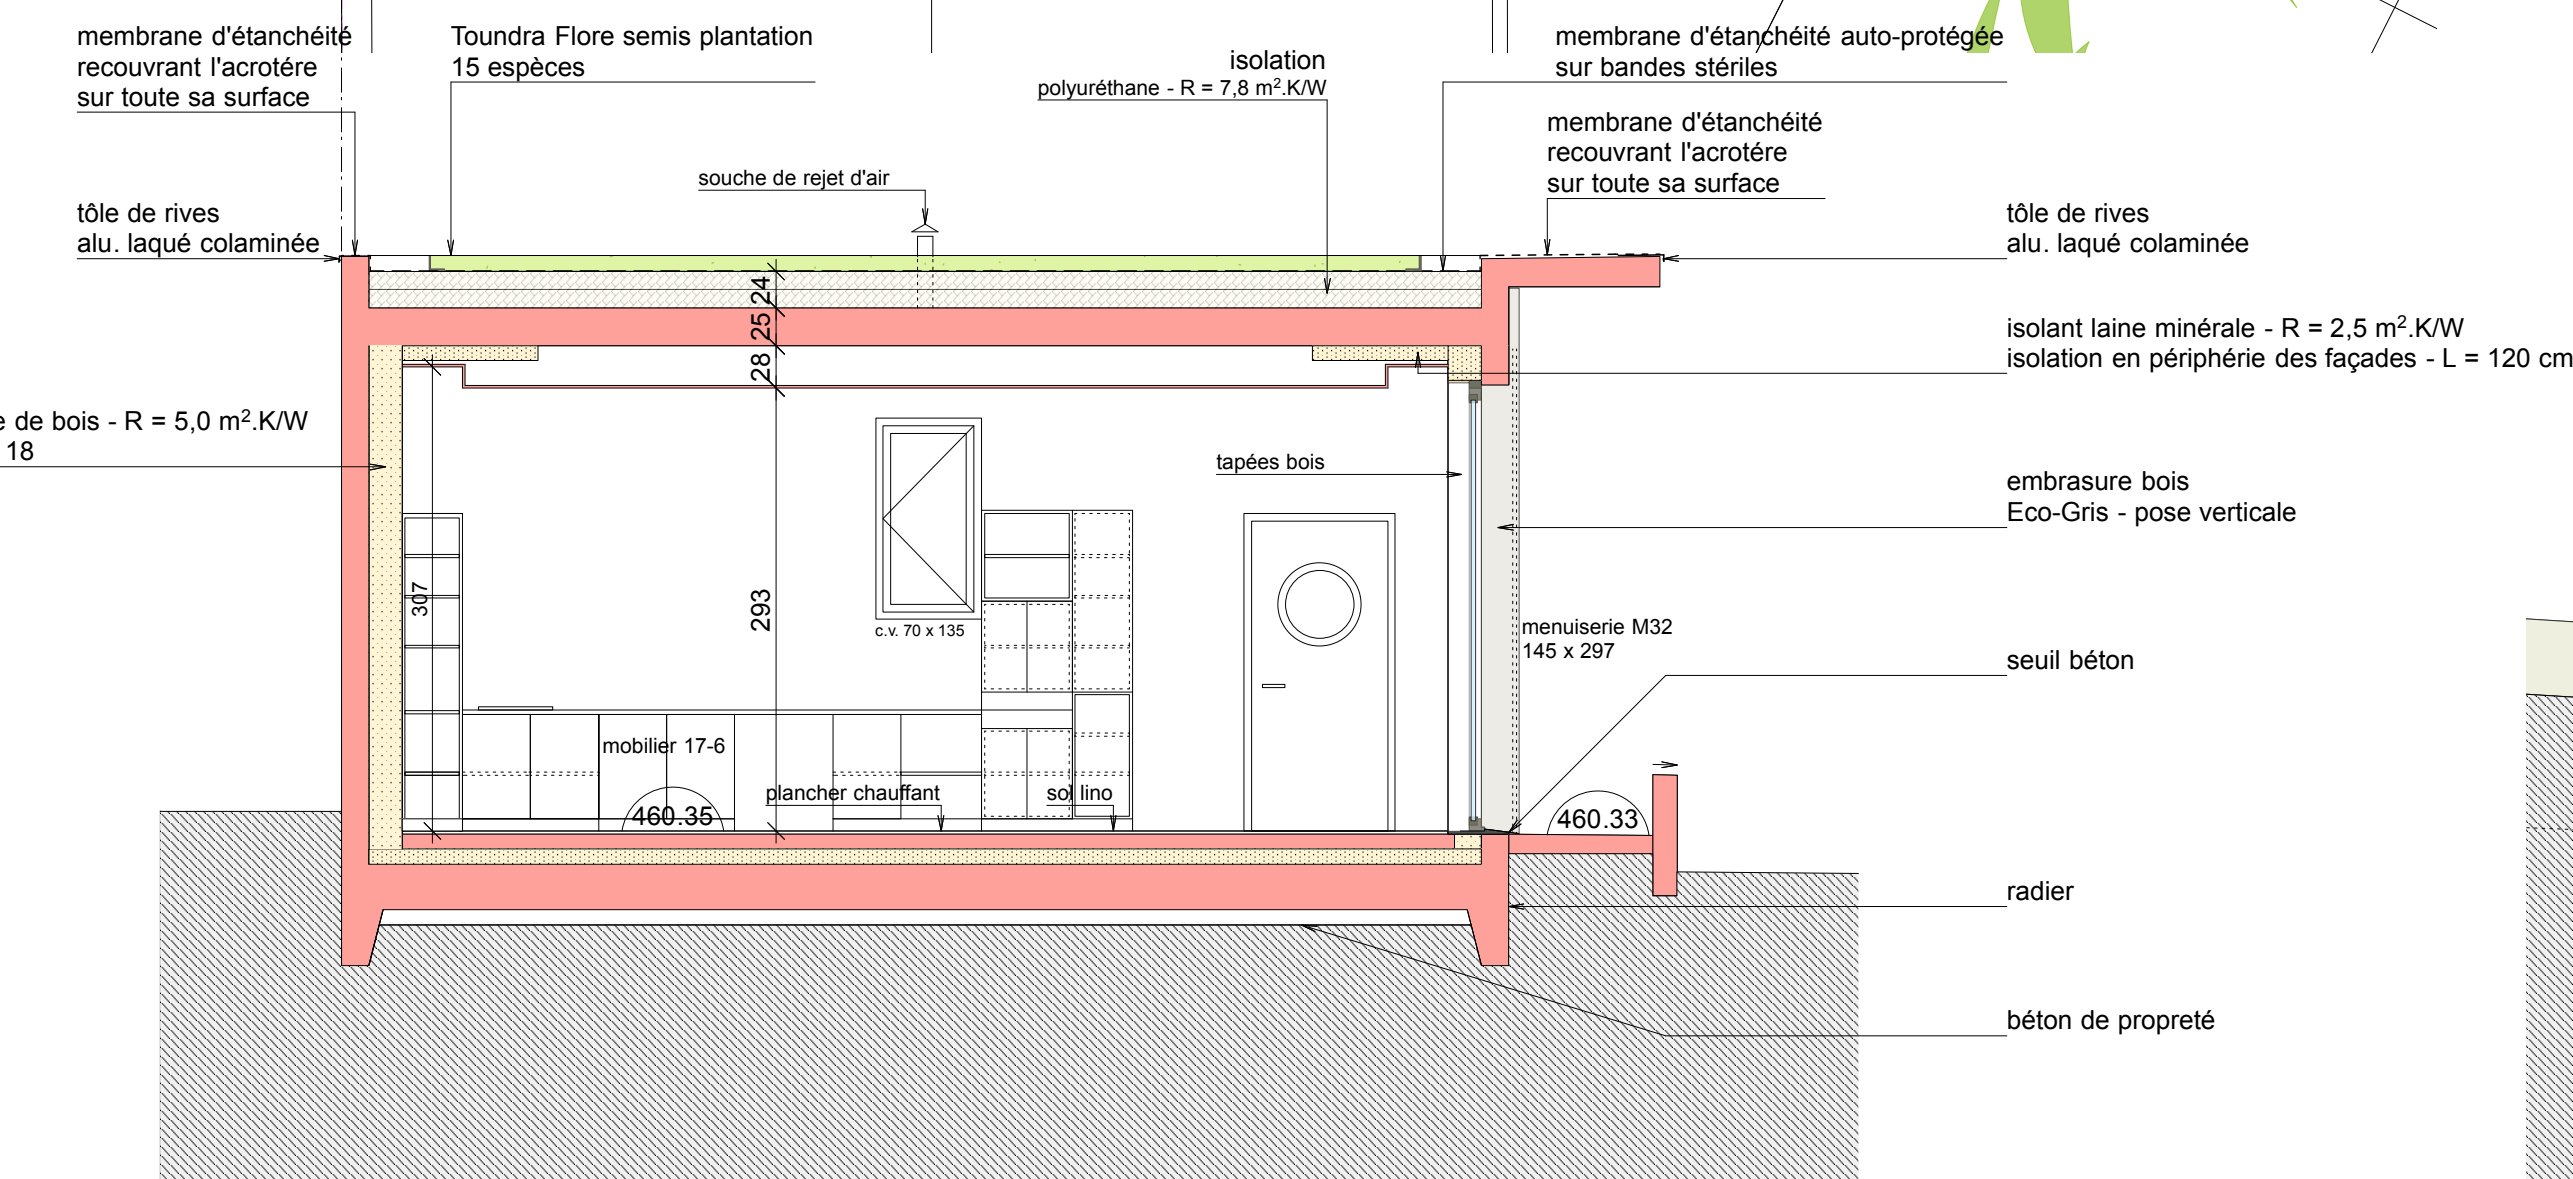 membrane d'étanchéité
recouvrant l'acrotére
sur toute sa surface
Toundra Flore semis plantation
15 espèces
isolation
polyuréthane - R = 7,8 m².K/W
membrane d'étanchéité auto-protégée
sur bandes stériles
membrane d'étanchéité
recouvrant l'acrotére
sur toute sa surface
souche de rejet d'air
tôle de rives
alu. laqué colaminée
tôle de rives
alu. laqué colaminée
24
25
28
isolant laine minérale - R = 2,5 m².K/W
isolation en périphérie des façades - L = 120 cm
de bois - R = 5,0 m².K/W
18
tapées bois
embrasure bois
Eco-Gris - pose verticale
307
293
c.v. 70 x 135
menuiserie M32
145 x 297
seuil béton
mobilier 17-6
plancher chauffant
sol lino
460.35
460.33
radier
béton de propreté